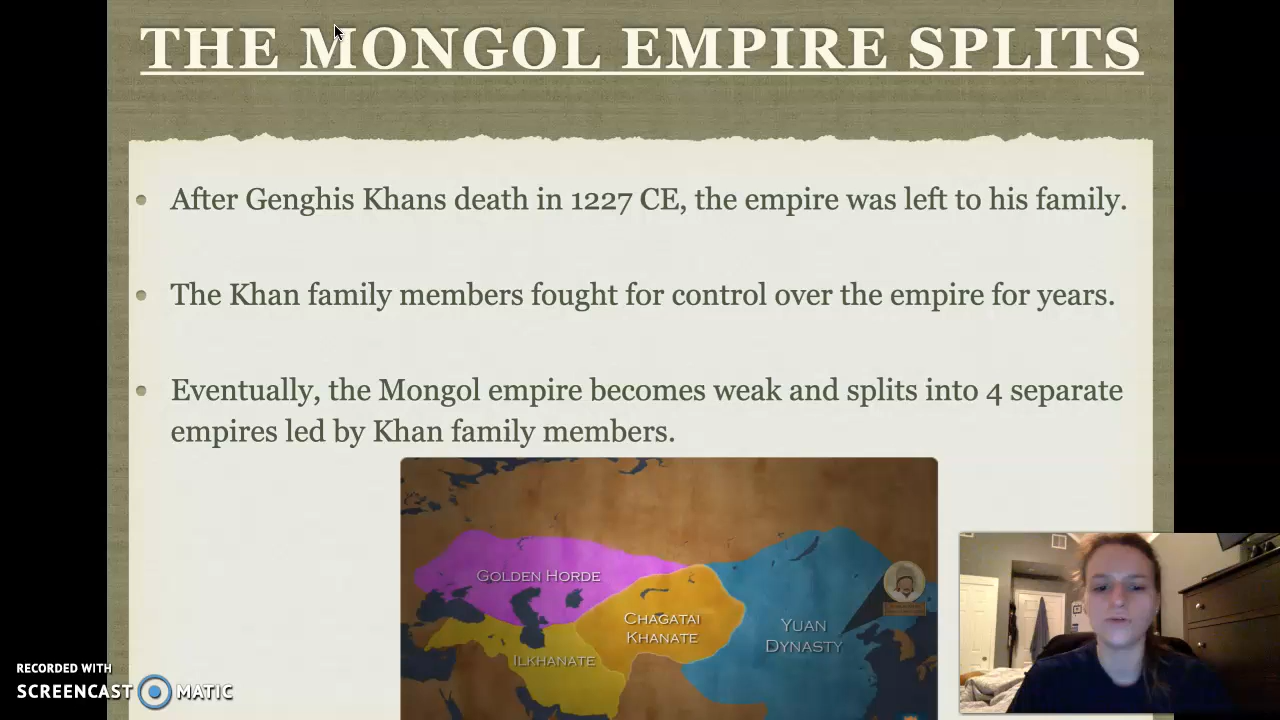 THE MONGOL EMPIRE SPLITS
After Genghis Khans death in 1227 CE, the empire was left to his family.
The Khan family members fought for control over the empire for years.
Eventually, the Mongol empire becomes weak and splits into 4 separate
empires led by Khan family members.
GOLDEN HORDE
CHAGATAI
KHANATE
YUAN
DYNASTY
ILKHANATE
RECORDED WITH
SCREENCAST MATIC